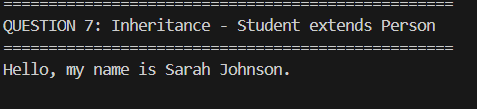 ==================================================
QUESTION 7: Inheritance - Student extends Person
==================================================
Hello, my name is Sarah Johnson.